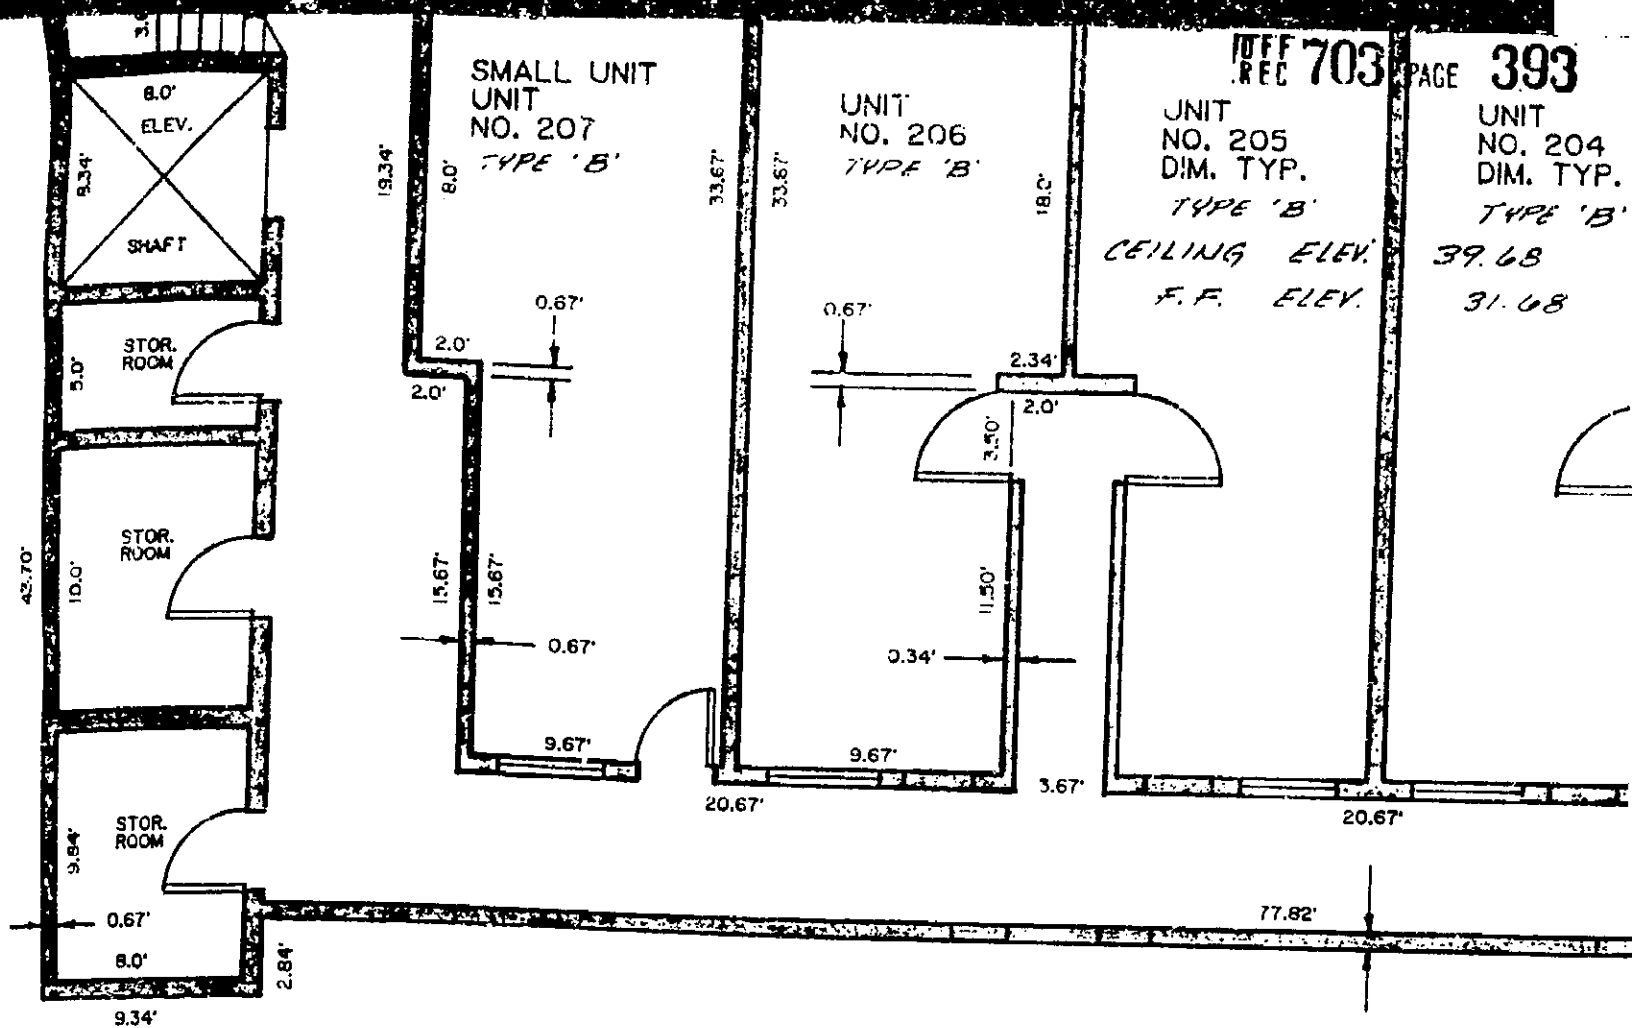 OFF REC 703 PAGE 393
8.0'
ELEV.
9.34'
SHAFT
STOR.
ROOM
5.0'
STOR.
ROOM
10.0'
43.70'
STOR.
ROOM
9.84'
0.67'
8.0'
2.84'
9.34'
SMALL UNIT
UNIT
NO. 207
TYPE 'B'
19.34'
18.0'
33.67'
0.67'
2.0'
2.0'
15.67'
15.67'
0.67'
9.67'
20.67'
UNIT
NO. 206
TYPE 'B'
33.67'
18.0'
0.67'
2.34'
2.0'
3.50'
11.50'
0.34'
9.67'
3.67'
UNIT
NO. 205
DIM. TYP.
TYPE 'B'
UNIT
NO. 204
DIM. TYP.
TYPE 'B'
CEILING ELEV. 39.68
F.F. ELEV. 31.68
20.67'
77.82'